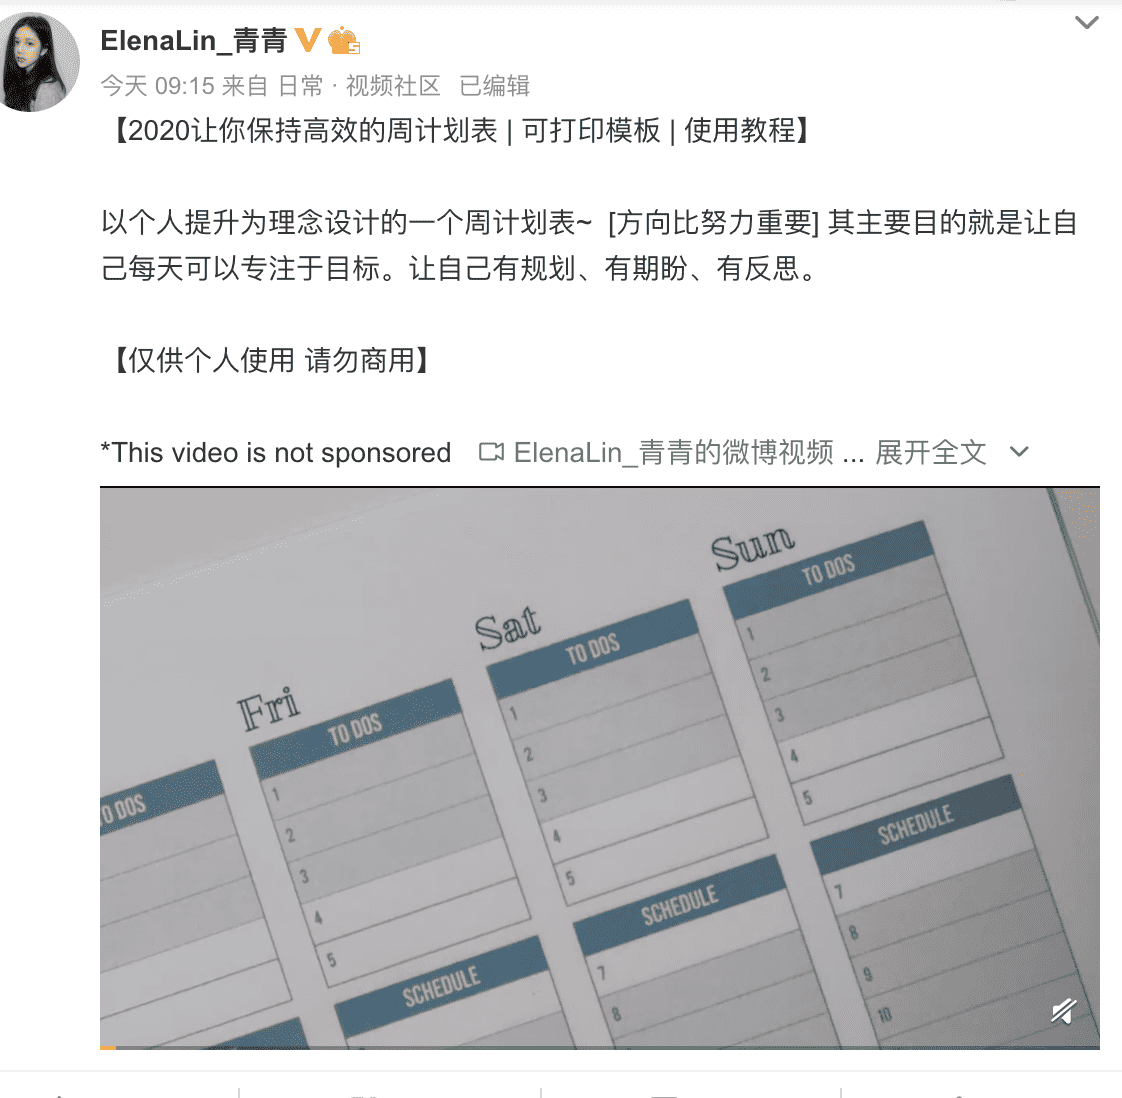 ElenaLin_青青
今天 09:15 来自 日常 · 视频社区 已编辑
【2020让你保持高效的周计划表 | 可打印模板 | 使用教程】
以个人提升为理念设计的一个周计划表~ [方向比努力重要] 其主要目的就是让自
己每天可以专注于目标。让自己有规划、有期盼、有反思。
【仅供个人使用 请勿商用】
*This video is not sponsored ElenaLin_青青的微博视频 ... 展开全文
Sun
TO DOS
1
2
3
4
5
SCHEDULE
7
8
9
10
Sat
TO DOS
1
2
3
4
5
SCHEDULE
7
8
Fri
TO DOS
1
2
3
4
5
SCHEDULE
O DOS